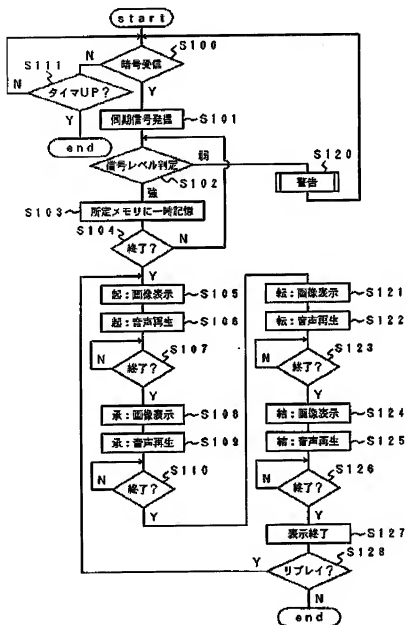 start
S100
暗号受信
N
Y
S111
タイマUP?
N
Y
end
同期信号発信
S101
信号レベル判定
弱
強
S102
S120
警告
S103
所定メモリに一時記憶
S104
終了?
N
Y
起:画像表示
S105
起:音声再生
S106
S107
終了?
N
Y
承:画像表示
S108
承:音声再生
S109
S110
終了?
N
Y
転:画像表示
S121
転:音声再生
S122
S123
終了?
N
Y
結:画像表示
S124
結:音声再生
S125
S126
終了?
N
Y
表示終了
S127
S128
リプレイ?
Y
N
end